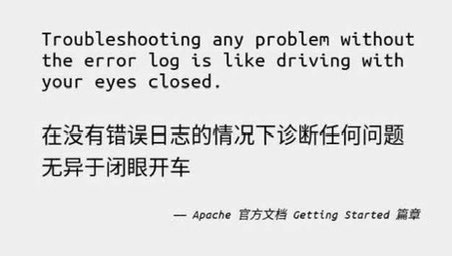 Troubleshooting any problem without
the error log is like driving with
your eyes closed.
在没有错误日志的情况下诊断任何问题
无异于闭眼开车
—— Apache 官方文档 Getting Started 篇章